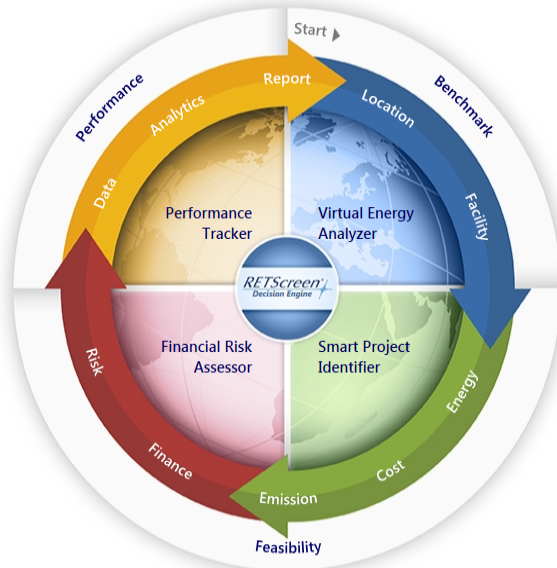 Start
Performance
Benchmark
Report
Analytics
Data
Location
Facility
Performance
Tracker
Virtual Energy
Analyzer
RETScreen®
Decision Engine
Financial Risk
Assessor
Smart Project
Identifier
Risk
Finance
Energy
Cost
Emission
Feasibility